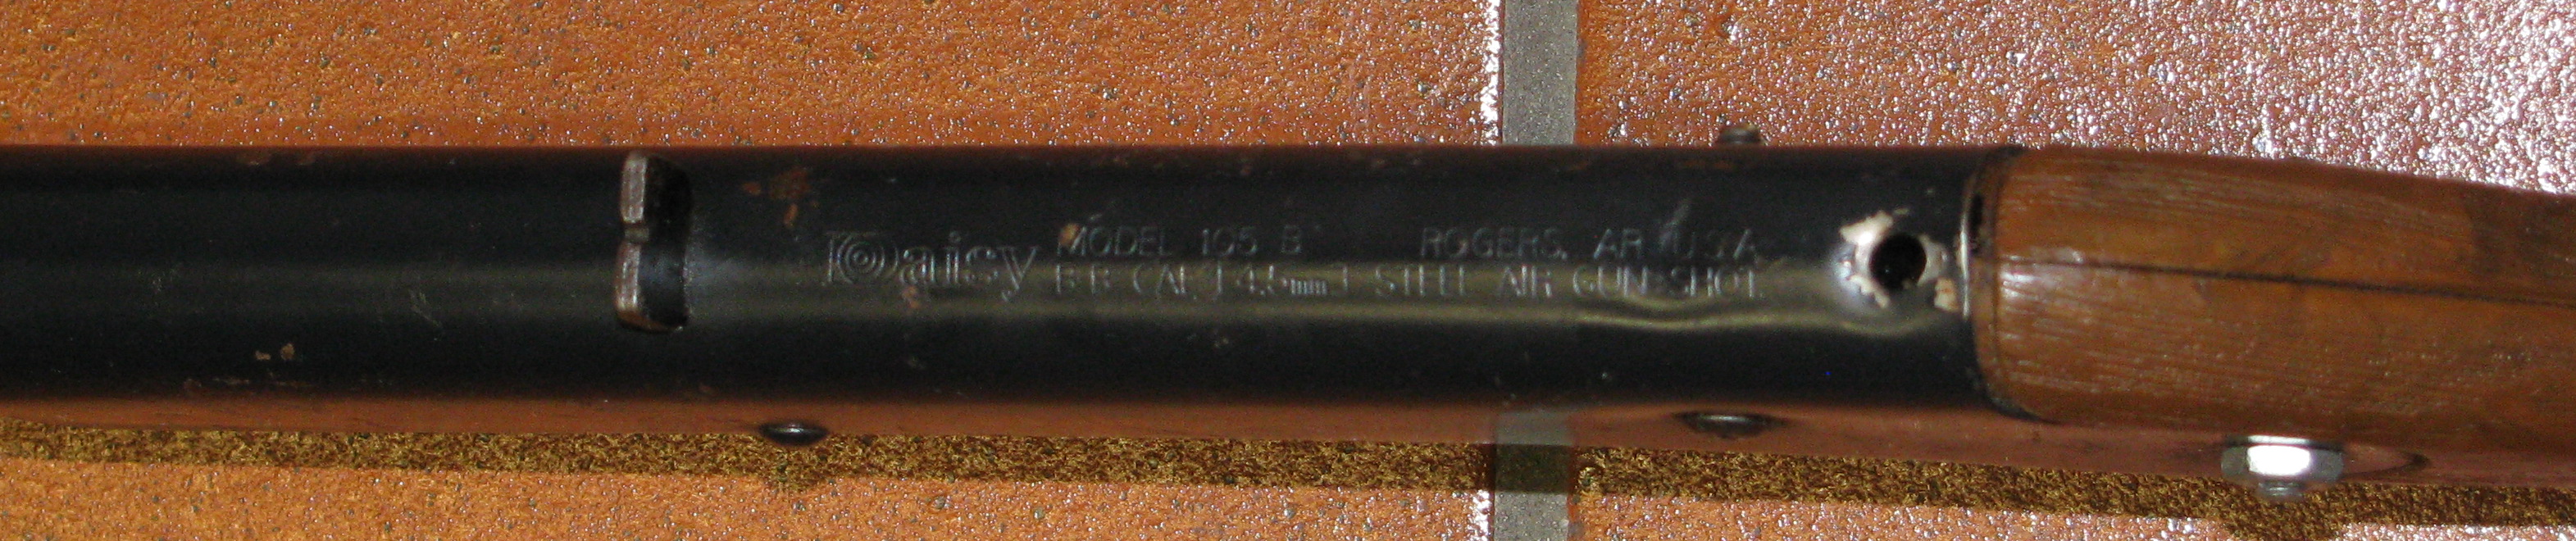 Daisy MODEL 105 B ROGERS, AR U.S.A.
B·B CAL. [4.5mm] STEEL AIR GUN SHOT.